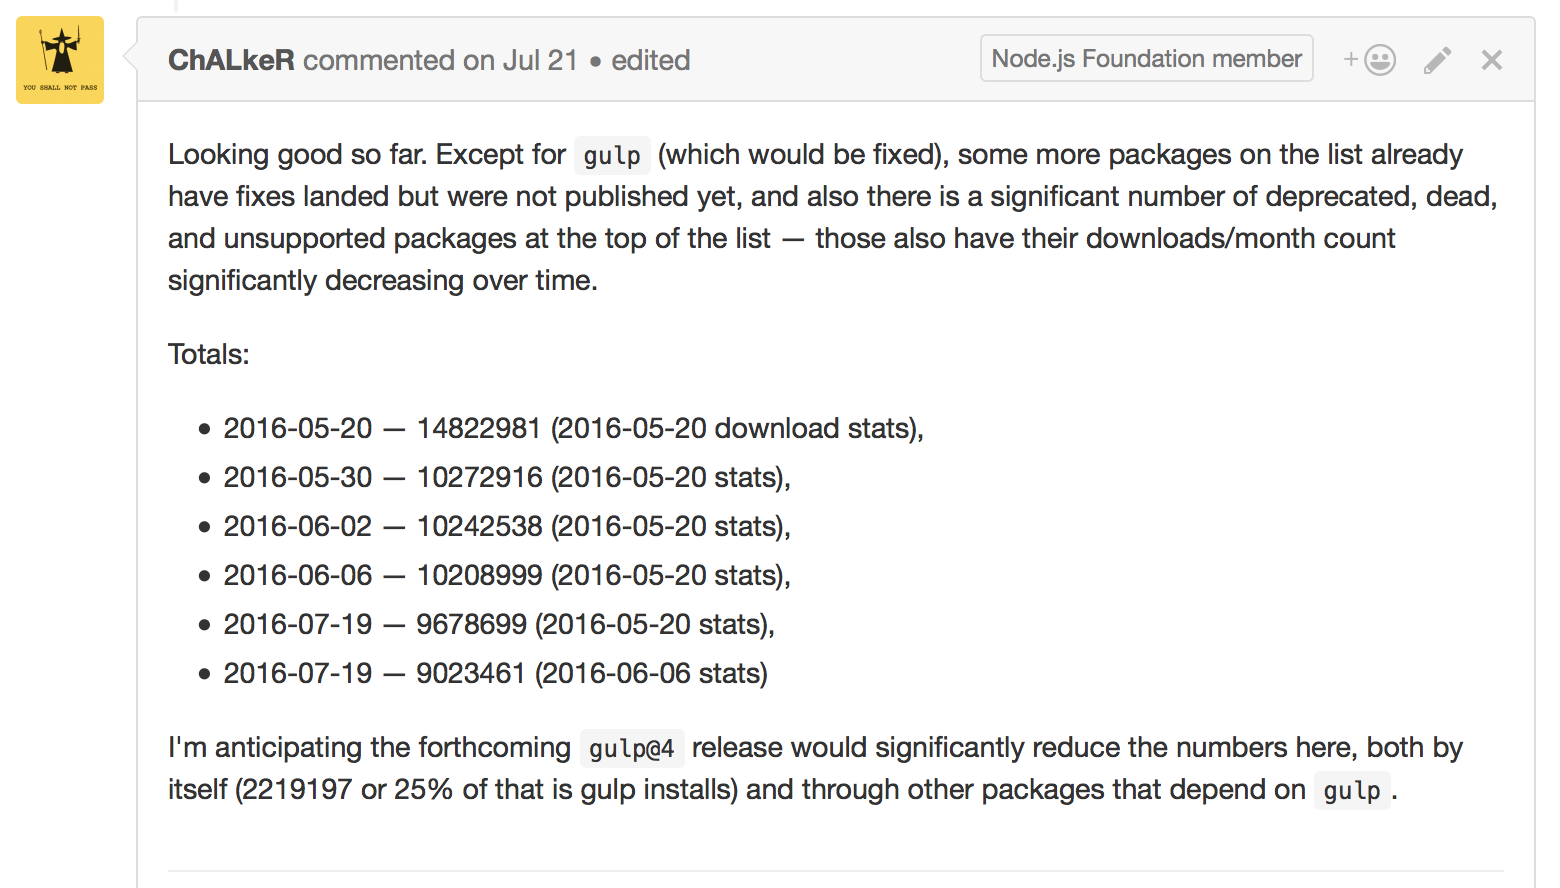 YOU SHALL NOT PASS
ChALkeR commented on Jul 21 • edited
Node.js Foundation member
Looking good so far. Except for gulp (which would be fixed), some more packages on the list already
have fixes landed but were not published yet, and also there is a significant number of deprecated, dead,
and unsupported packages at the top of the list — those also have their downloads/month count
significantly decreasing over time.
Totals:
• 2016-05-20 — 14822981 (2016-05-20 download stats),
• 2016-05-30 — 10272916 (2016-05-20 stats),
• 2016-06-02 — 10242538 (2016-05-20 stats),
• 2016-06-06 — 10208999 (2016-05-20 stats),
• 2016-07-19 — 9678699 (2016-05-20 stats),
• 2016-07-19 — 9023461 (2016-06-06 stats)
I'm anticipating the forthcoming gulp@4 release would significantly reduce the numbers here, both by
itself (2219197 or 25% of that is gulp installs) and through other packages that depend on gulp.